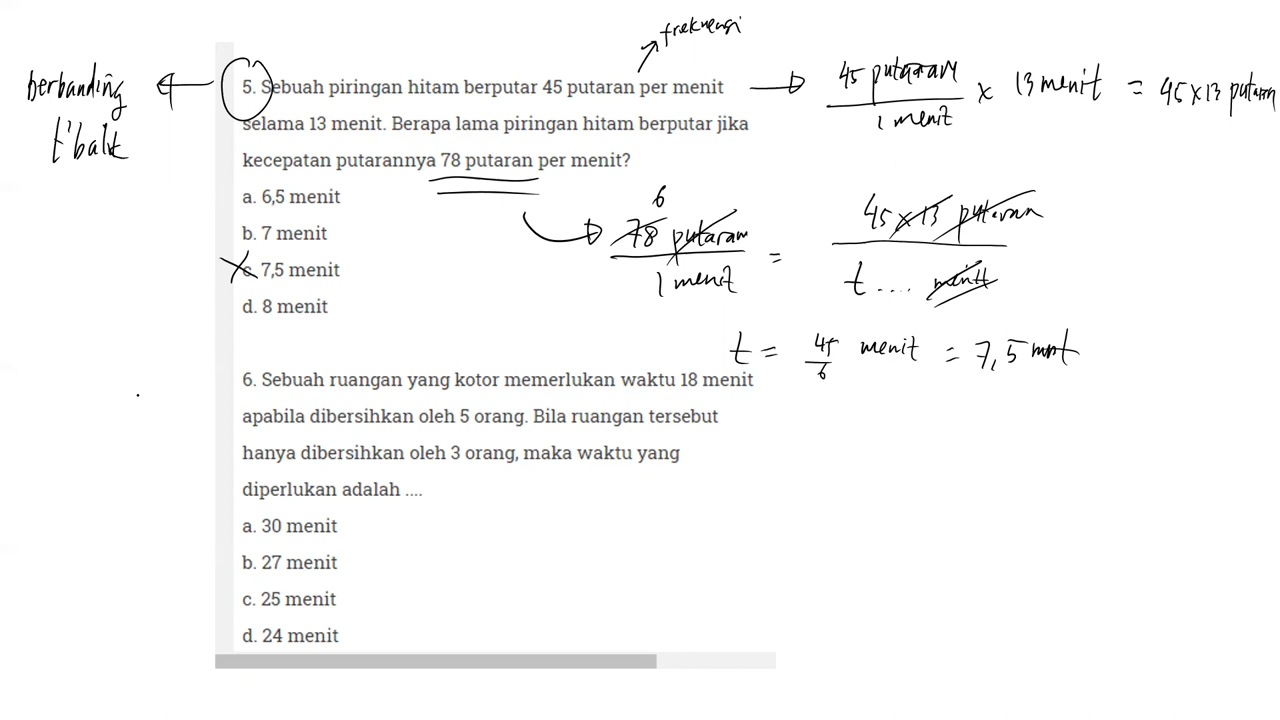 frekuensi
berbanding
t'balik
5. Sebuah piringan hitam berputar 45 putaran per menit
selama 13 menit. Berapa lama piringan hitam berputar jika
kecepatan putarannya 78 putaran per menit?
45 putaran / 1 menit × 13 menit = 45 × 13 putaran
a. 6,5 menit
b. 7 menit
c. 7,5 menit
d. 8 menit
6
78 putaran / 1 menit = 45 × 13 putaran / t .... menit
t = 45 / 6 menit = 7,5 mnt
6. Sebuah ruangan yang kotor memerlukan waktu 18 menit
apabila dibersihkan oleh 5 orang. Bila ruangan tersebut
hanya dibersihkan oleh 3 orang, maka waktu yang
diperlukan adalah ....
a. 30 menit
b. 27 menit
c. 25 menit
d. 24 menit